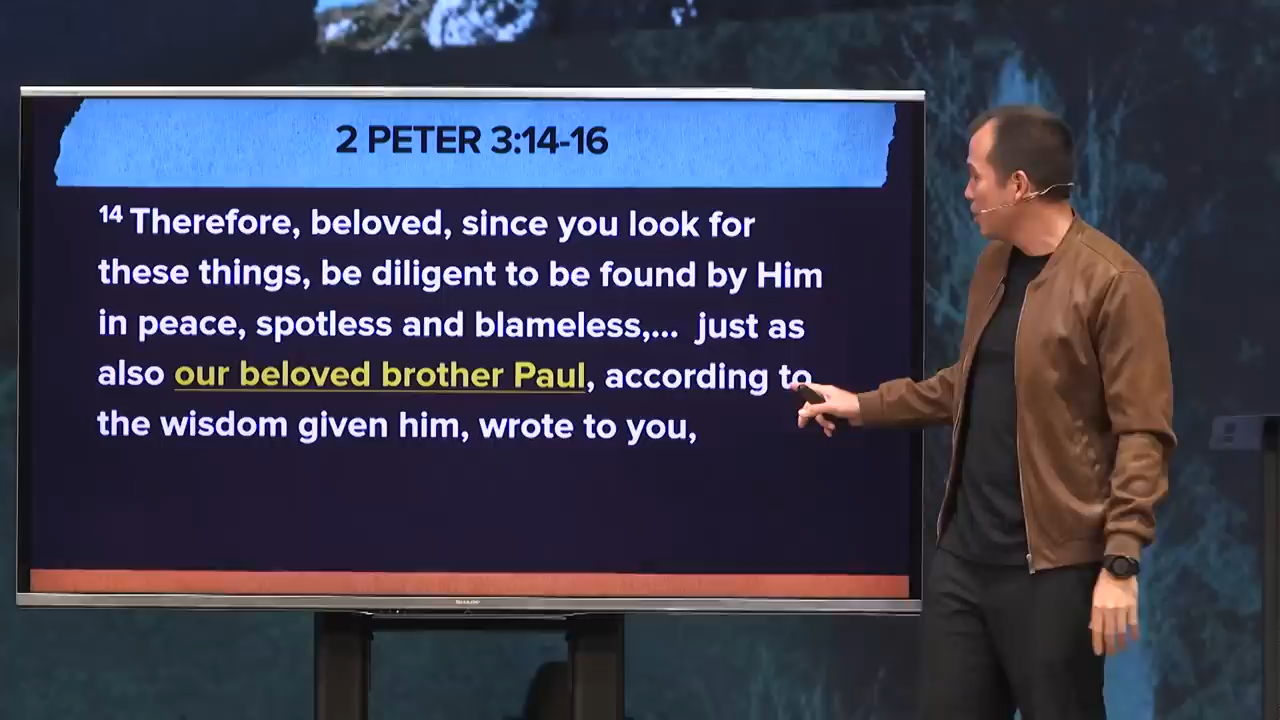 2 PETER 3:14-16
14 Therefore, beloved, since you look for
these things, be diligent to be found by Him
in peace, spotless and blameless,... just as
also our beloved brother Paul, according to
the wisdom given him, wrote to you,
SHARP